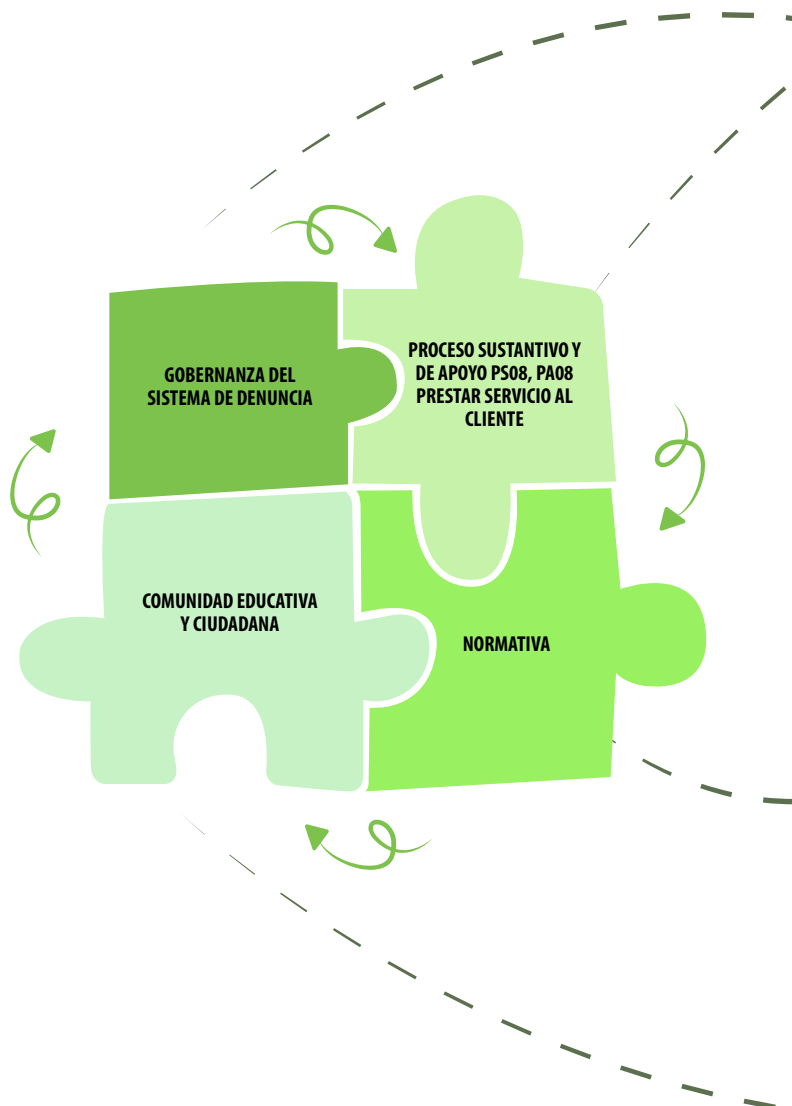 GOBERNANZA DEL
SISTEMA DE DENUNCIA
PROCESO SUSTANTIVO Y
DE APOYO PS08, PA08
PRESTAR SERVICIO AL
CLIENTE
COMUNIDAD EDUCATIVA
Y CIUDADANA
NORMATIVA